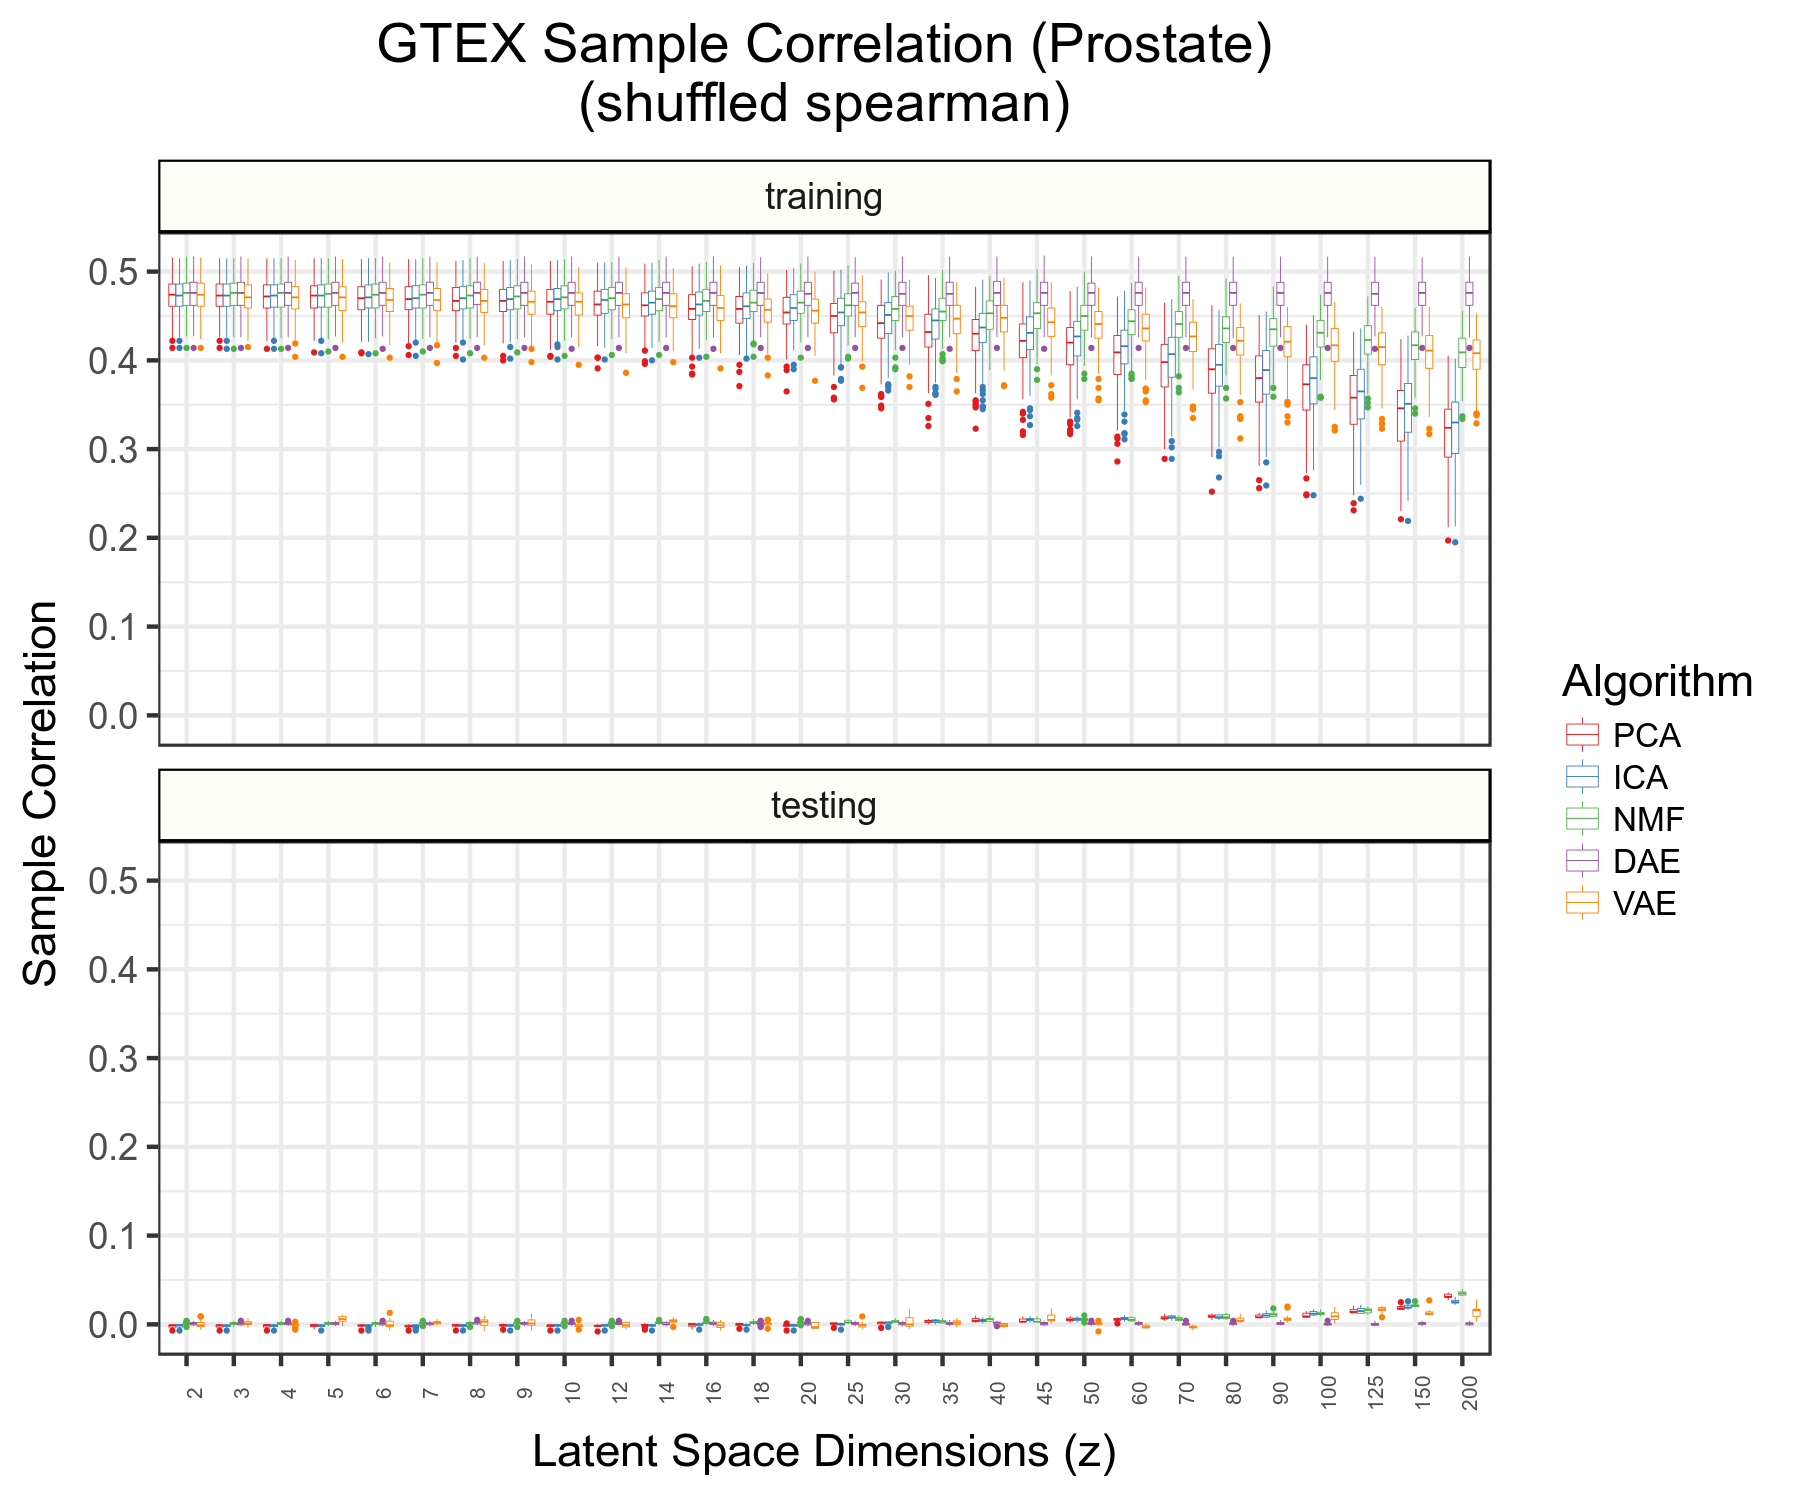 GTEX Sample Correlation (Prostate)
(shuffled spearman)
training
0.5
0.4
0.3
0.2
0.1
0.0
testing
0.5
0.4
0.3
0.2
0.1
0.0
Sample Correlation
2 3 4 5 6 7 8 9 10 12 14 16 18 20 25 30 35 40 45 50 60 70 80 90 100 125 150 200
Latent Space Dimensions (z)
Algorithm
PCA
ICA
NMF
DAE
VAE